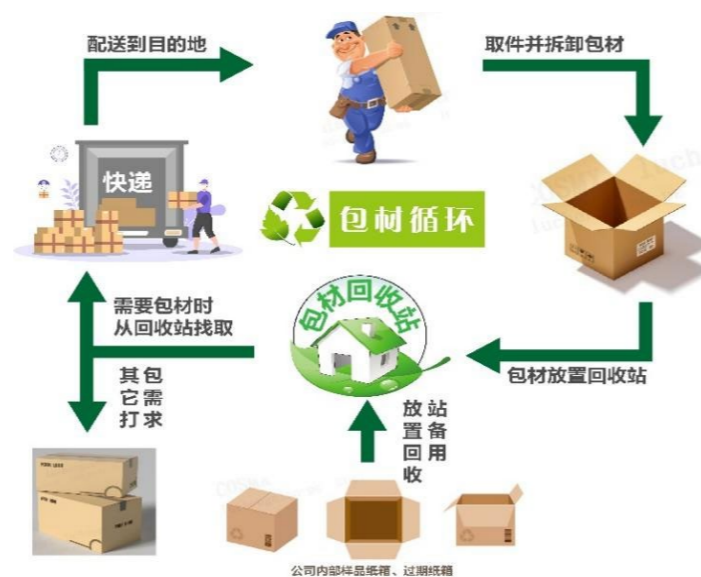 配送到目的地
取件并拆卸包材
快递
包材循环
需要包材时
从回收站找取
包材回收站
包材放置回收站
其它打
包需求
放置回收
站备用
公司内部样品纸箱、过期纸箱